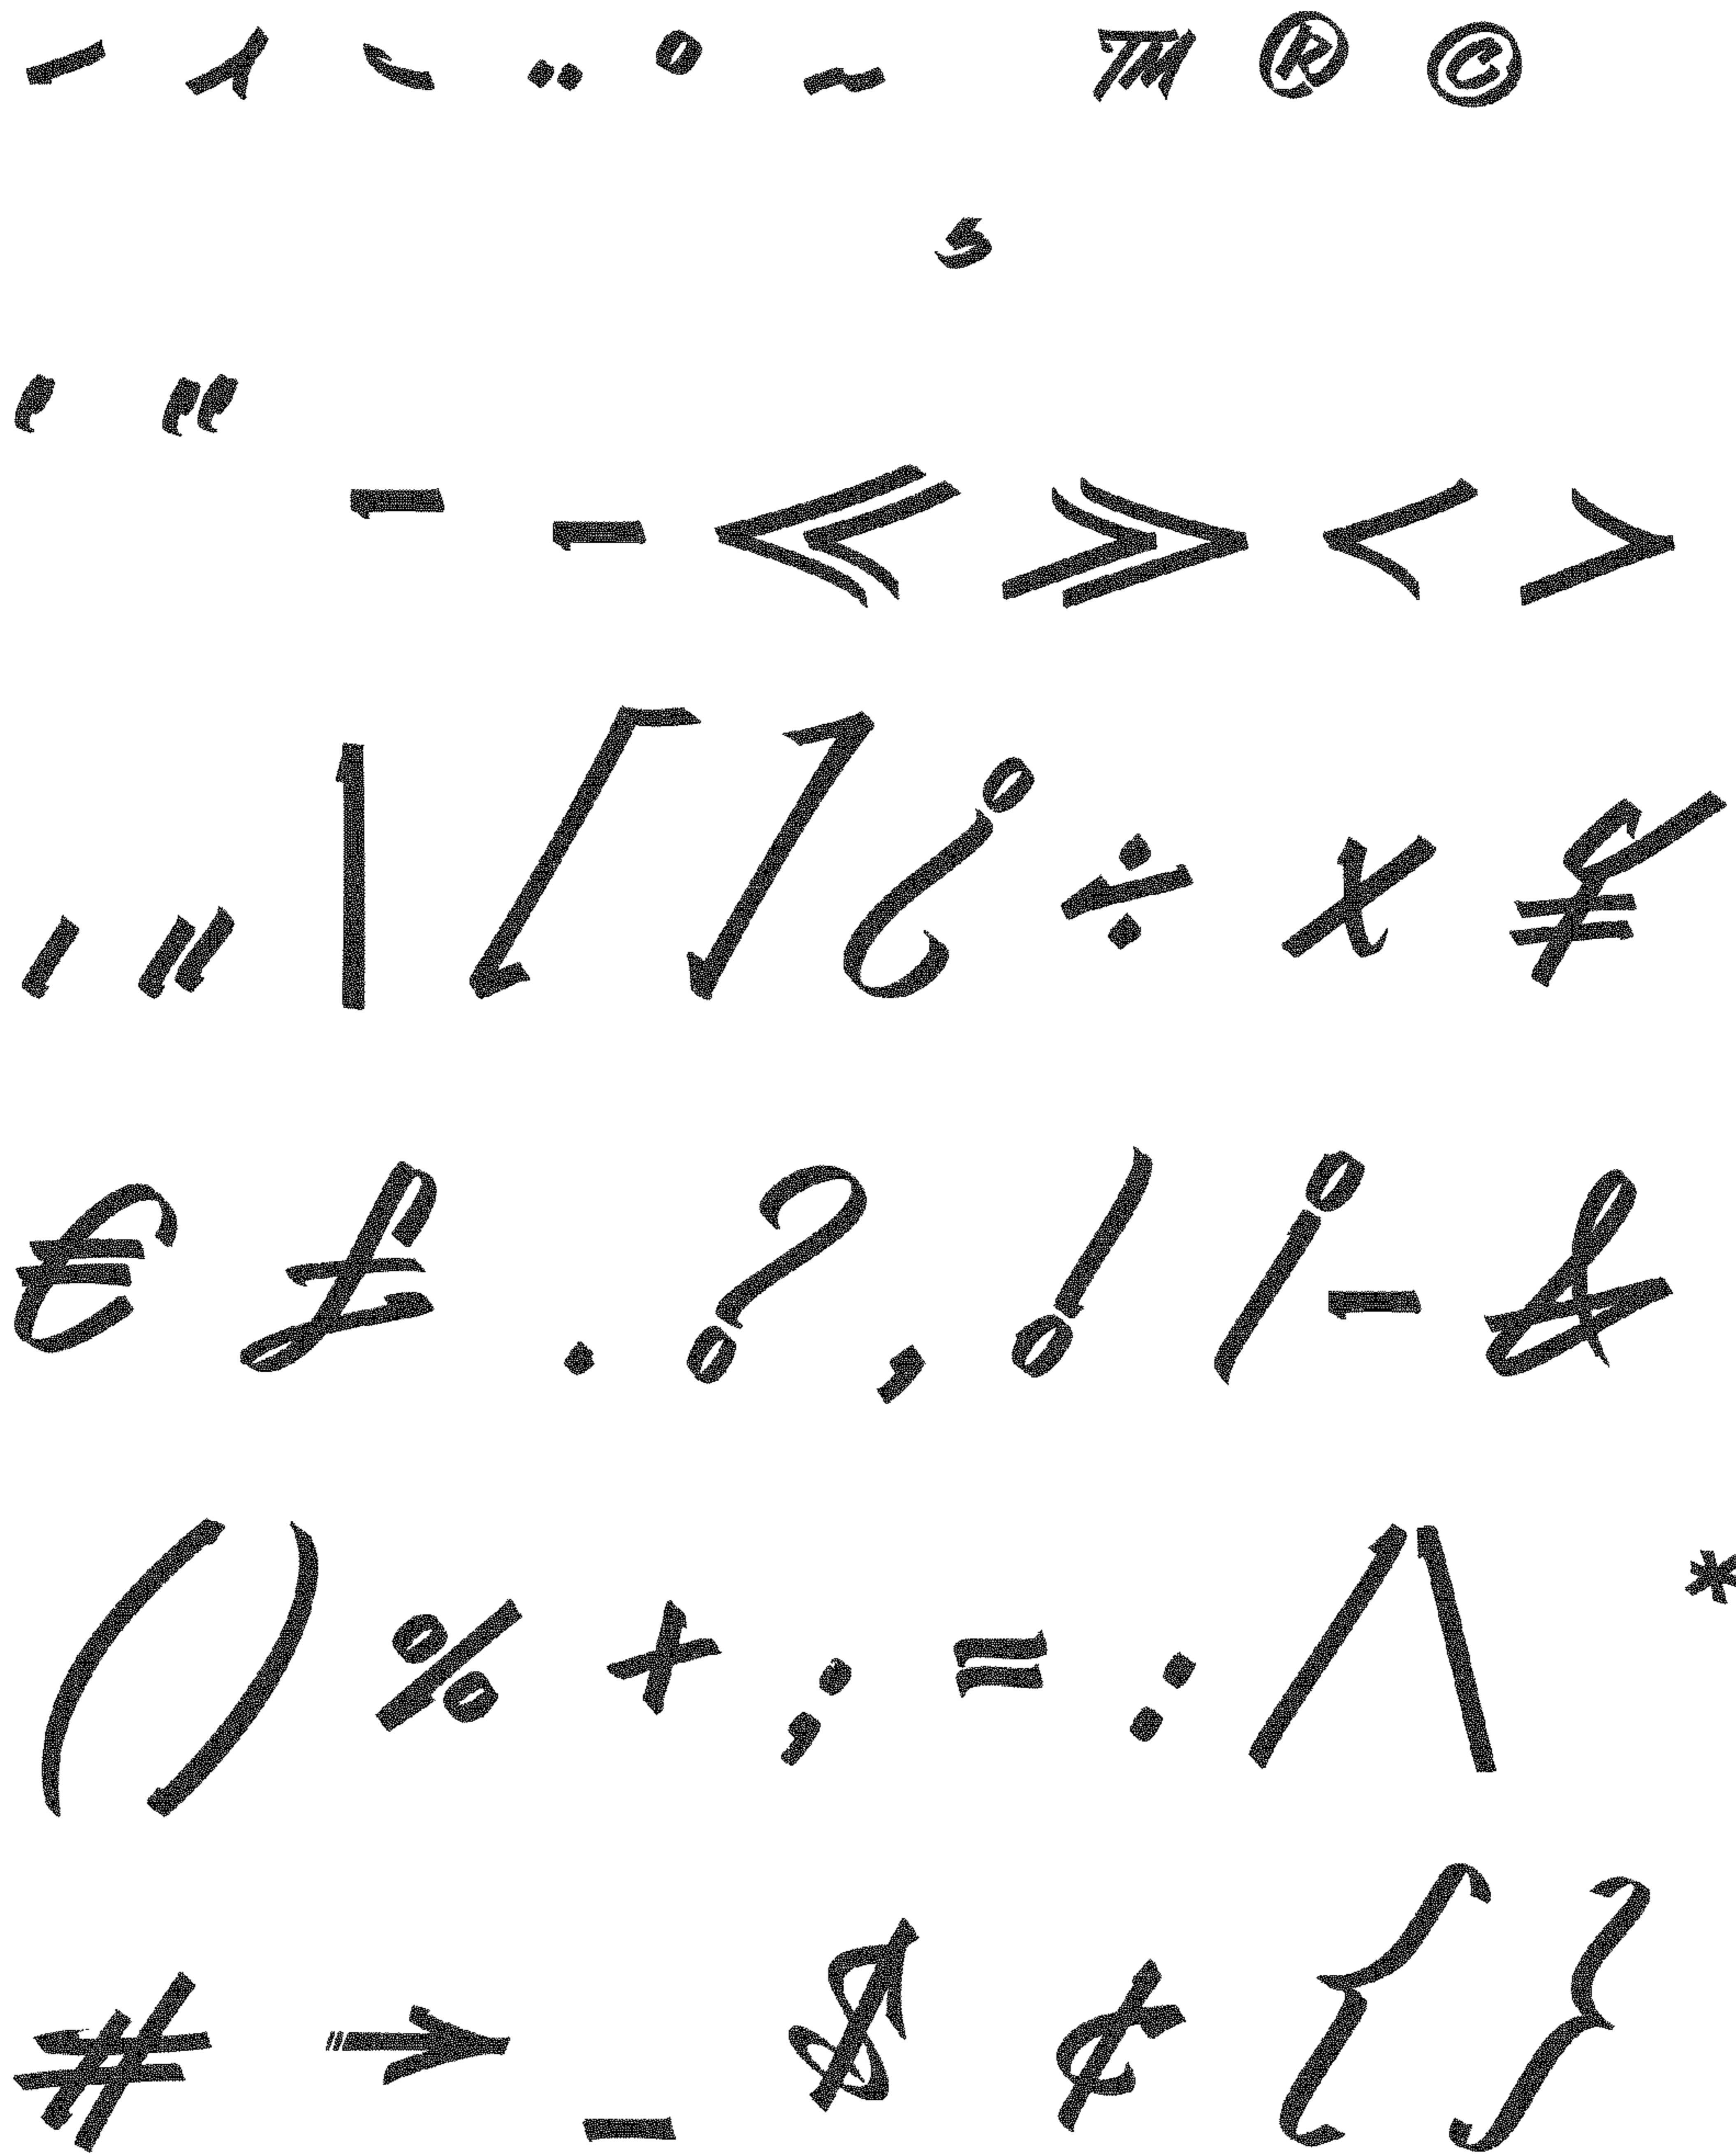 ´ ˆ ` ¨ ° ~ ™ ® ©
¸
‘ “
– - « » ‹ ›
‚ „ | [ ] ¿ ÷ × ¥
€ £ . ? , ! ¡ - &
( ) % + ; = : / \ *
# → _ $ ¢ { }